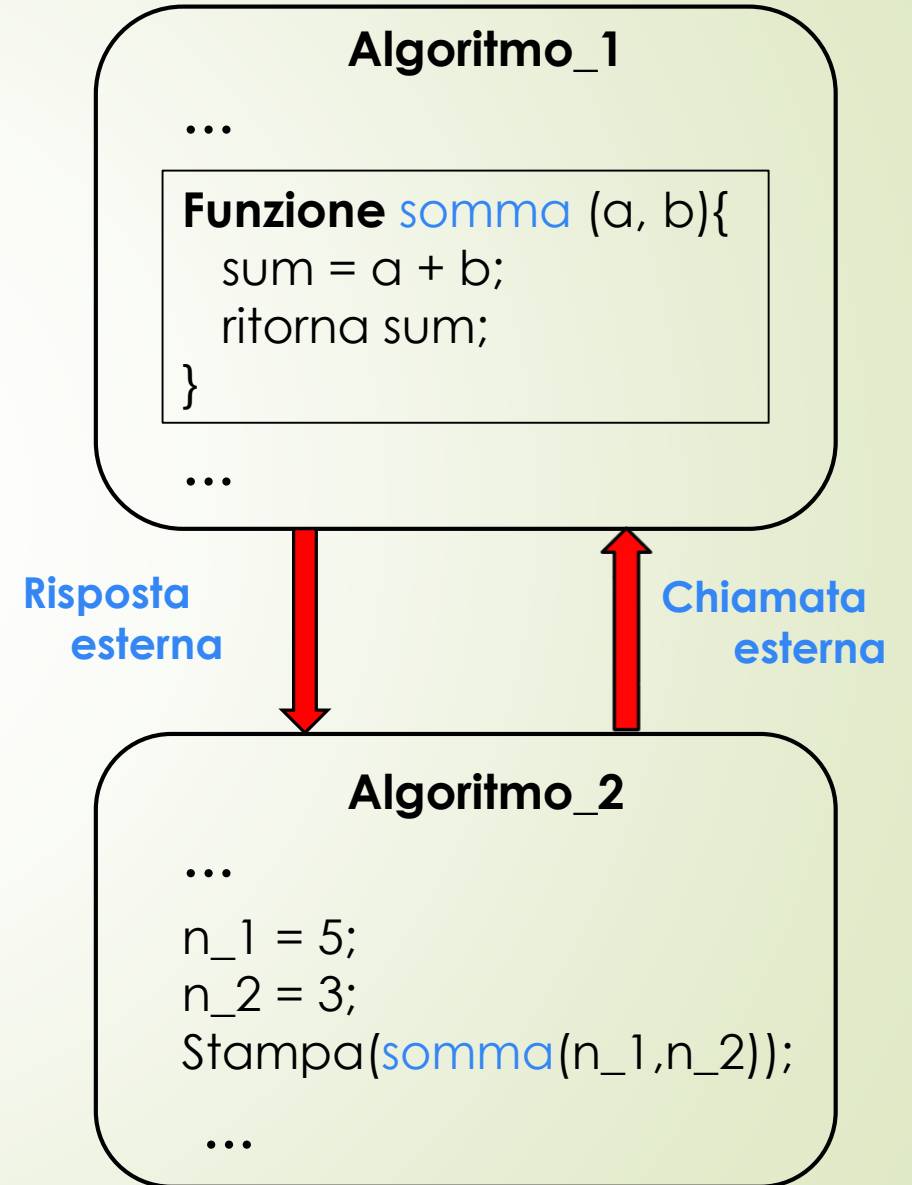 Algoritmo_1
...
Funzione somma (a, b){
sum = a + b;
ritorna sum;
}
...
Risposta
esterna
Chiamata
esterna
Algoritmo_2
...
n_1 = 5;
n_2 = 3;
Stampa(somma(n_1,n_2));
...